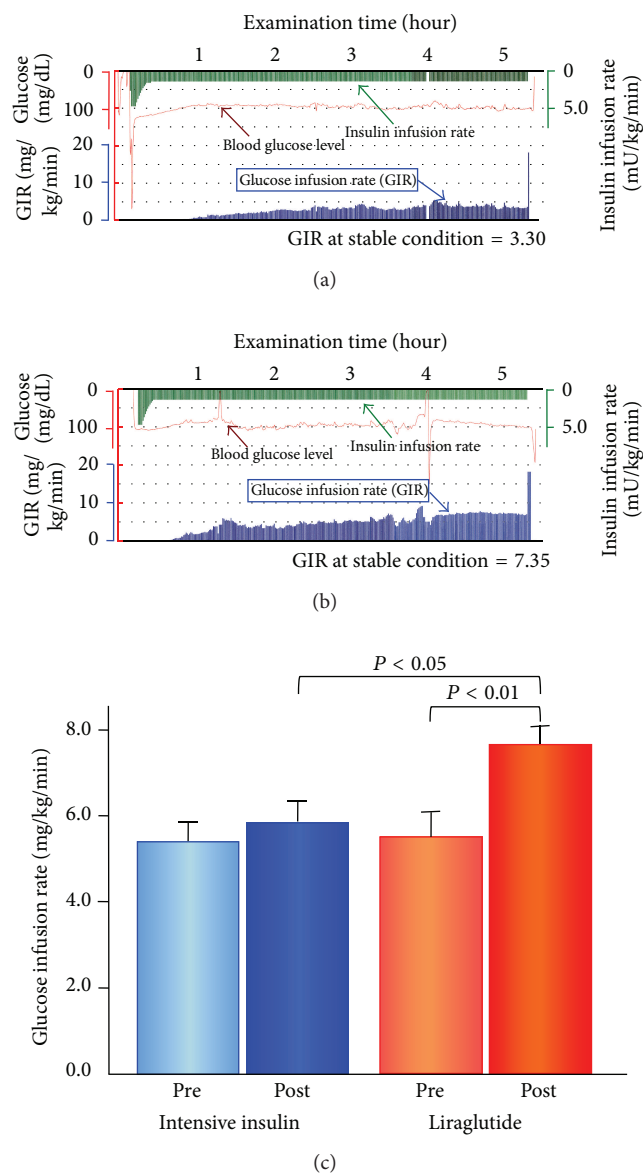 Examination time (hour)
1 2 3 4 5
Glucose
(mg/dL)
0
100
GIR (mg/
kg/min)
20
10
0
Insulin infusion rate
(mU/kg/min)
0
5.0
Insulin infusion rate
Blood glucose level
Glucose infusion rate (GIR)
GIR at stable condition = 3.30
(a)
Examination time (hour)
1 2 3 4 5
Glucose
(mg/dL)
0
100
GIR (mg/
kg/min)
20
10
0
Insulin infusion rate
(mU/kg/min)
0
5.0
Insulin infusion rate
Blood glucose level
Glucose infusion rate (GIR)
GIR at stable condition = 7.35
(b)
P < 0.05
P < 0.01
Glucose infusion rate (mg/kg/min)
8.0
6.0
4.0
2.0
0.0
Pre Post Pre Post
Intensive insulin Liraglutide
(c)